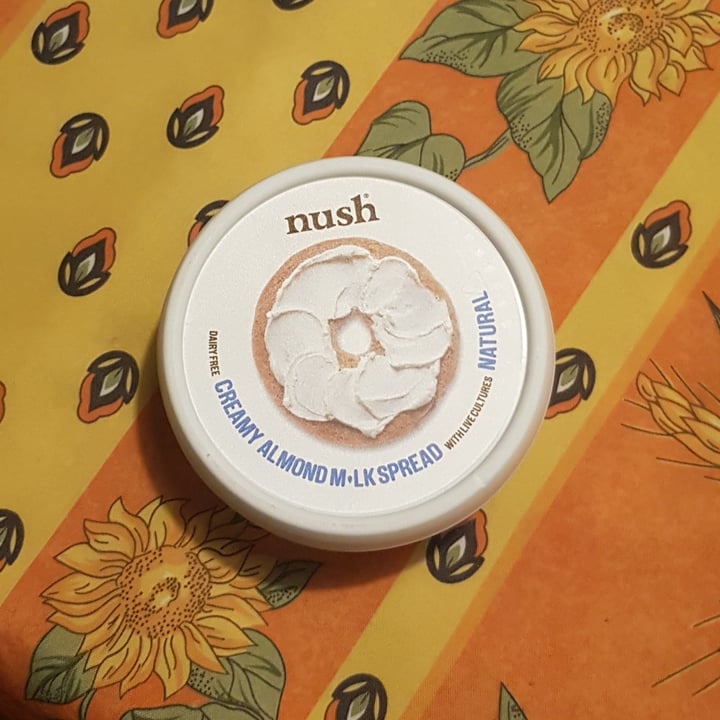 nush®
DAIRY FREE
CREAMY ALMOND M♦LK SPREAD
WITH LIVE CULTURES
NATURAL